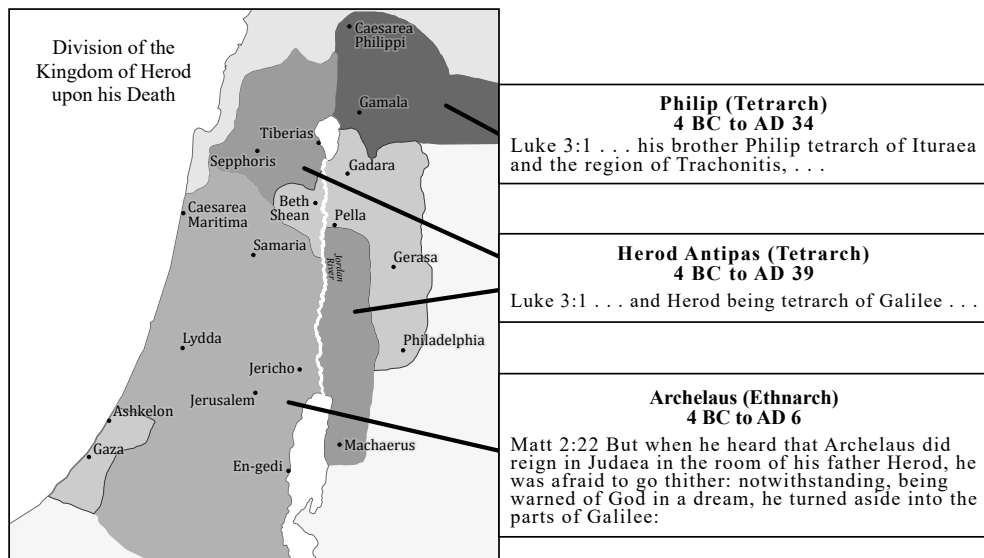 Division of the
Kingdom of Herod
upon his Death
Caesarea
Philippi
Gamala
Tiberias
Sepphoris
Gadara
Beth
Shean
Caesarea
Maritima
Pella
Samaria
Jordan
River
Gerasa
Lydda
Philadelphia
Jericho
Jerusalem
Ashkelon
Gaza
Machaerus
En-gedi
Philip (Tetrarch)
4 BC to AD 34
Luke 3:1 . . . his brother Philip tetrarch of Ituraea
and the region of Trachonitis, . . .
Herod Antipas (Tetrarch)
4 BC to AD 39
Luke 3:1 . . . and Herod being tetrarch of Galilee . . .
Archelaus (Ethnarch)
4 BC to AD 6
Matt 2:22 But when he heard that Archelaus did
reign in Judaea in the room of his father Herod, he
was afraid to go thither: notwithstanding, being
warned of God in a dream, he turned aside into the
parts of Galilee: